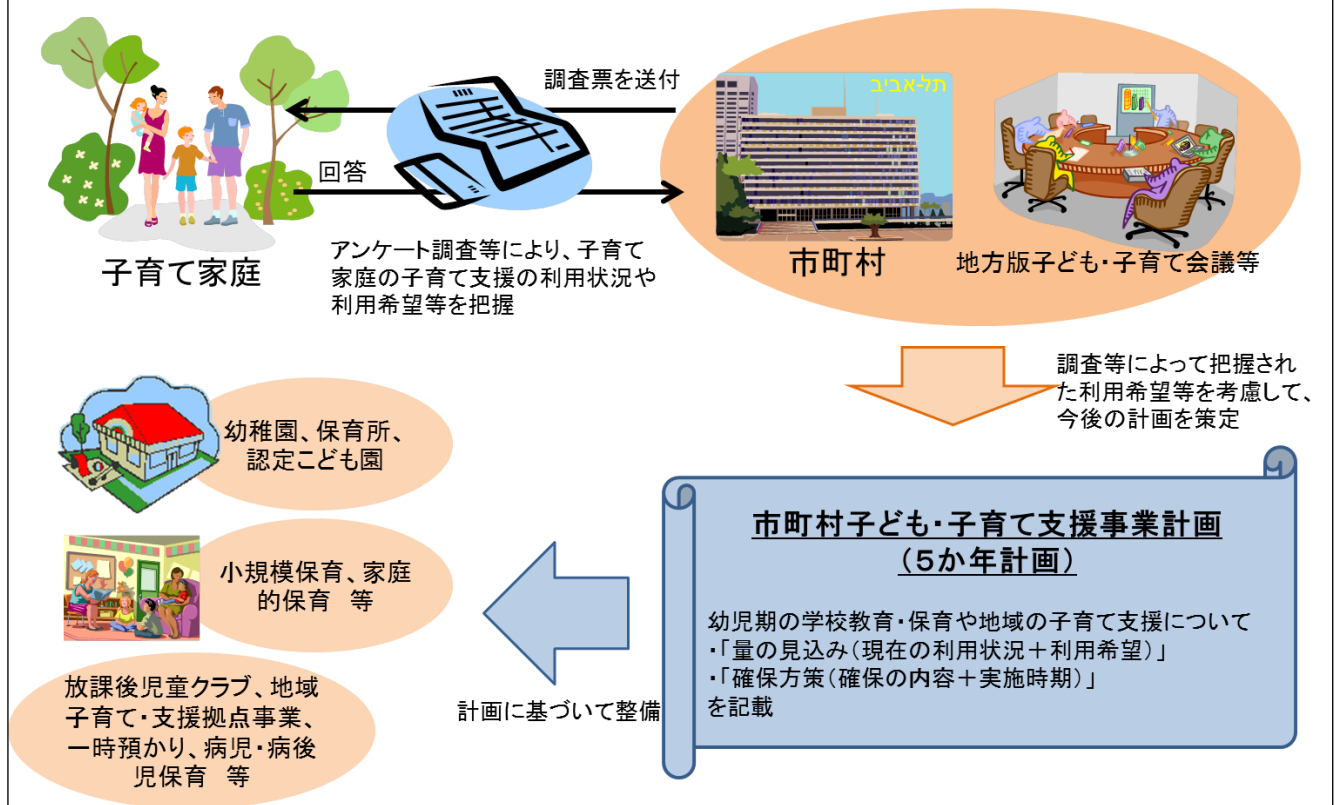 調査票を送付
回答
תל-אביב
子育て家庭
アンケート調査等により、子育て
家庭の子育て支援の利用状況や
利用希望等を把握
市町村
地方版子ども・子育て会議等
調査等によって把握され
た利用希望等を考慮して、
今後の計画を策定
幼稚園、保育所、
認定こども園
小規模保育、家庭
的保育　等
放課後児童クラブ、地域
子育て・支援拠点事業、
一時預かり、病児・病後
児保育　等
計画に基づいて整備
市町村子ども・子育て支援事業計画
（５か年計画）
幼児期の学校教育・保育や地域の子育て支援について
・「量の見込み（現在の利用状況＋利用希望）」
・「確保方策（確保の内容＋実施時期）」
を記載